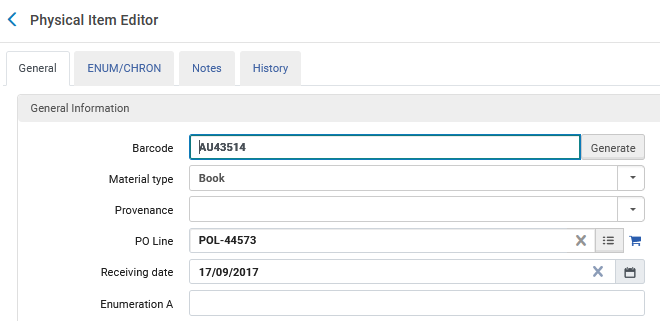 Physical Item Editor
General ENUM/CHRON Notes History
General Information
Barcode AU43514 Generate
Material type Book
Provenance
PO Line POL-44573
Receiving date 17/09/2017
Enumeration A